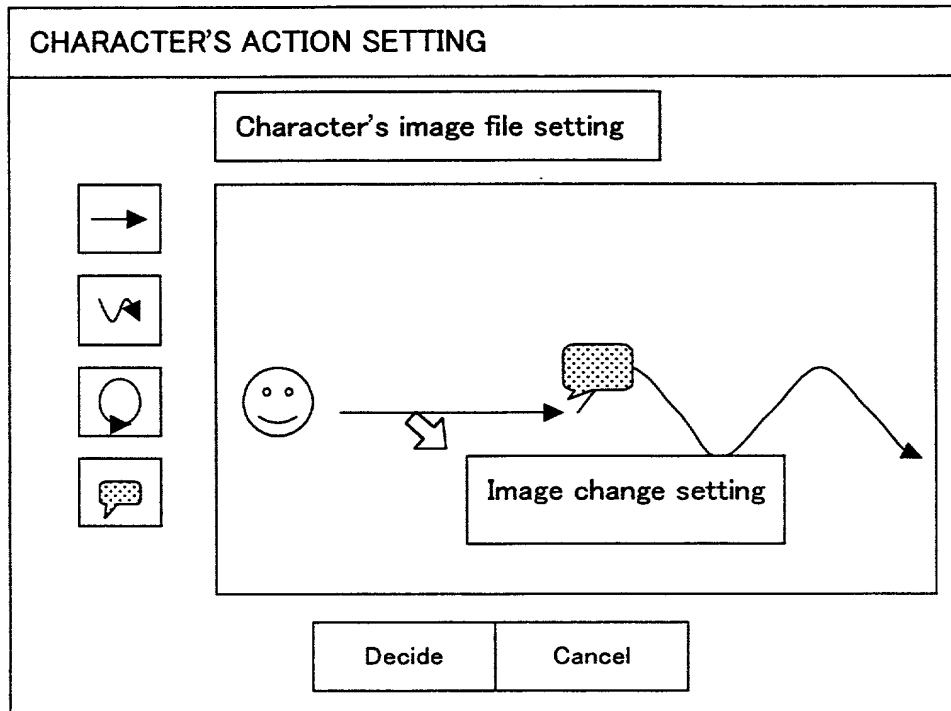 CHARACTER'S ACTION SETTING
Character's image file setting
Image change setting
Decide
Cancel